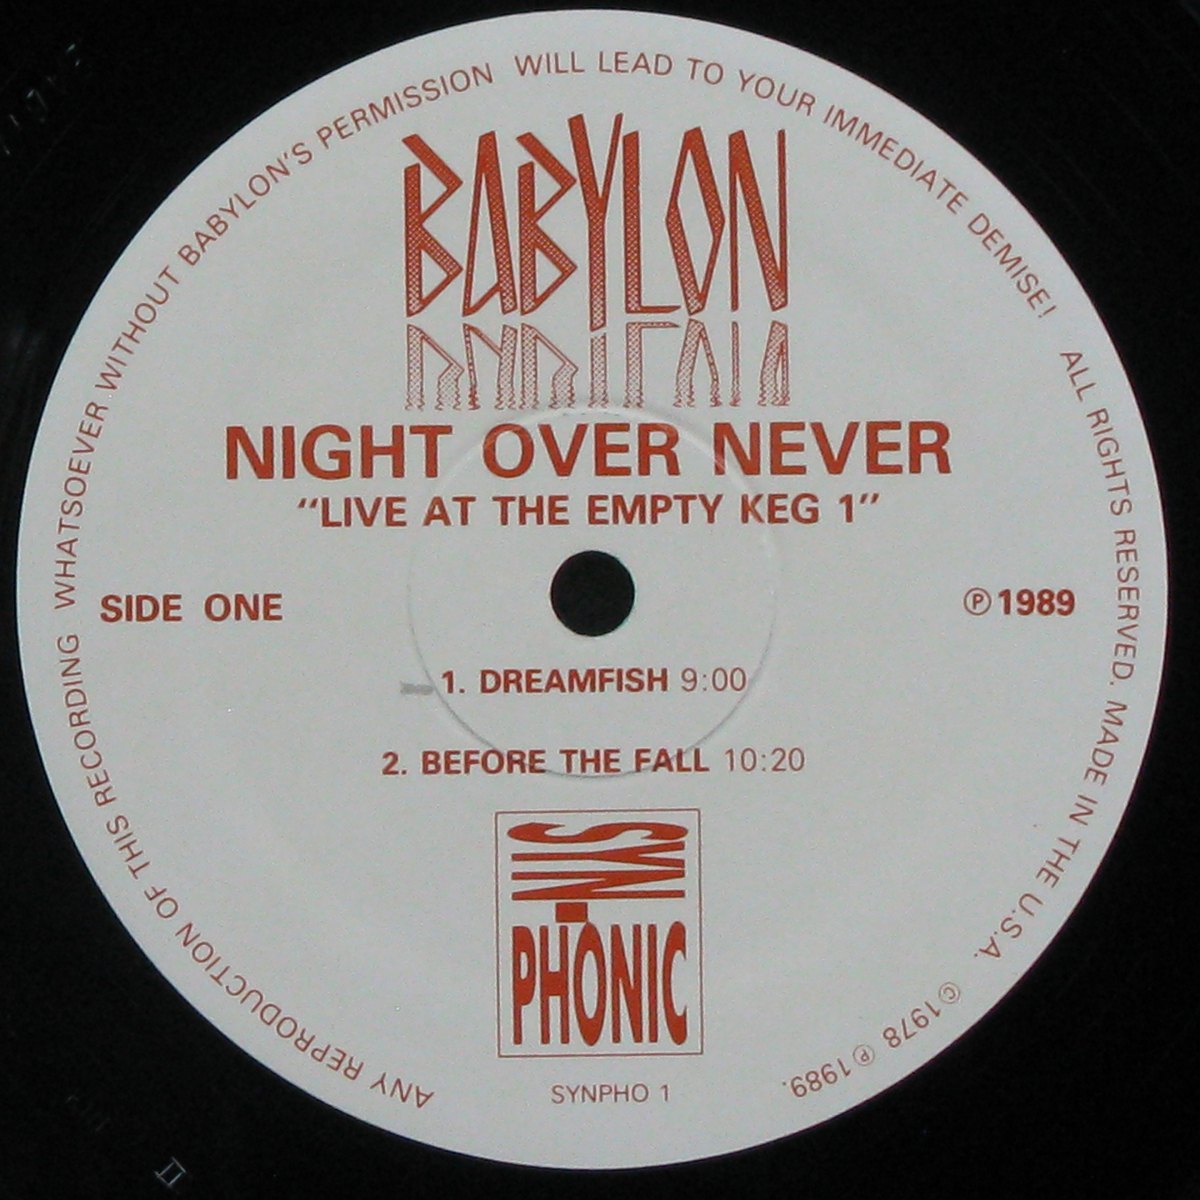 BABYLON
NIGHT OVER NEVER
“LIVE AT THE EMPTY KEG 1”
SIDE ONE
℗ 1989
1. DREAMFISH 9:00
2. BEFORE THE FALL 10:20
SYN-PHONIC
SYNPHO 1
ANY REPRODUCTION OF THIS RECORDING WHATSOEVER WITHOUT BABYLON'S PERMISSION WILL LEAD TO YOUR IMMEDIATE DEMISE! ALL RIGHTS RESERVED. MADE IN THE U.S.A. ©1978 ℗1989.